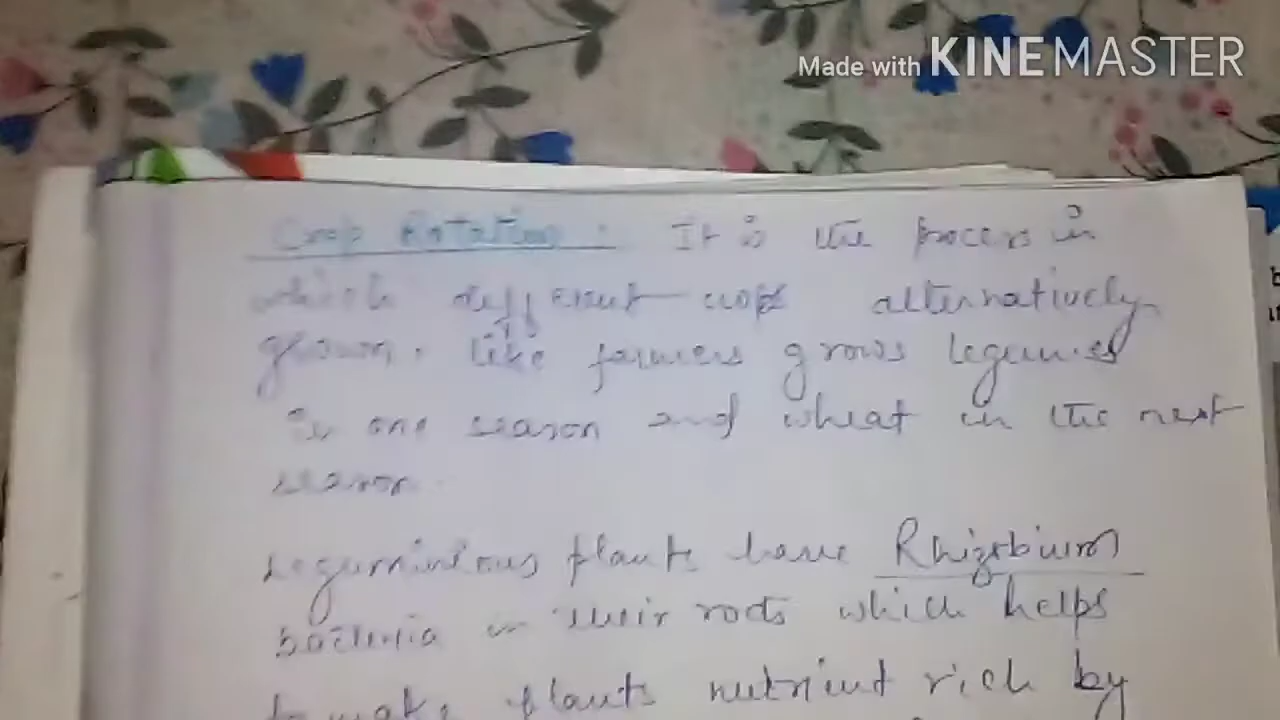 Made with KINEMASTER
Crop Rotation : It is the process in
which different crops alternatively
grown. Like farmers grows legumes
in one season and wheat in the next
season.
Leguminious plants have Rhizobium
bacteria in their roots which helps
to make plants nutrient rich by